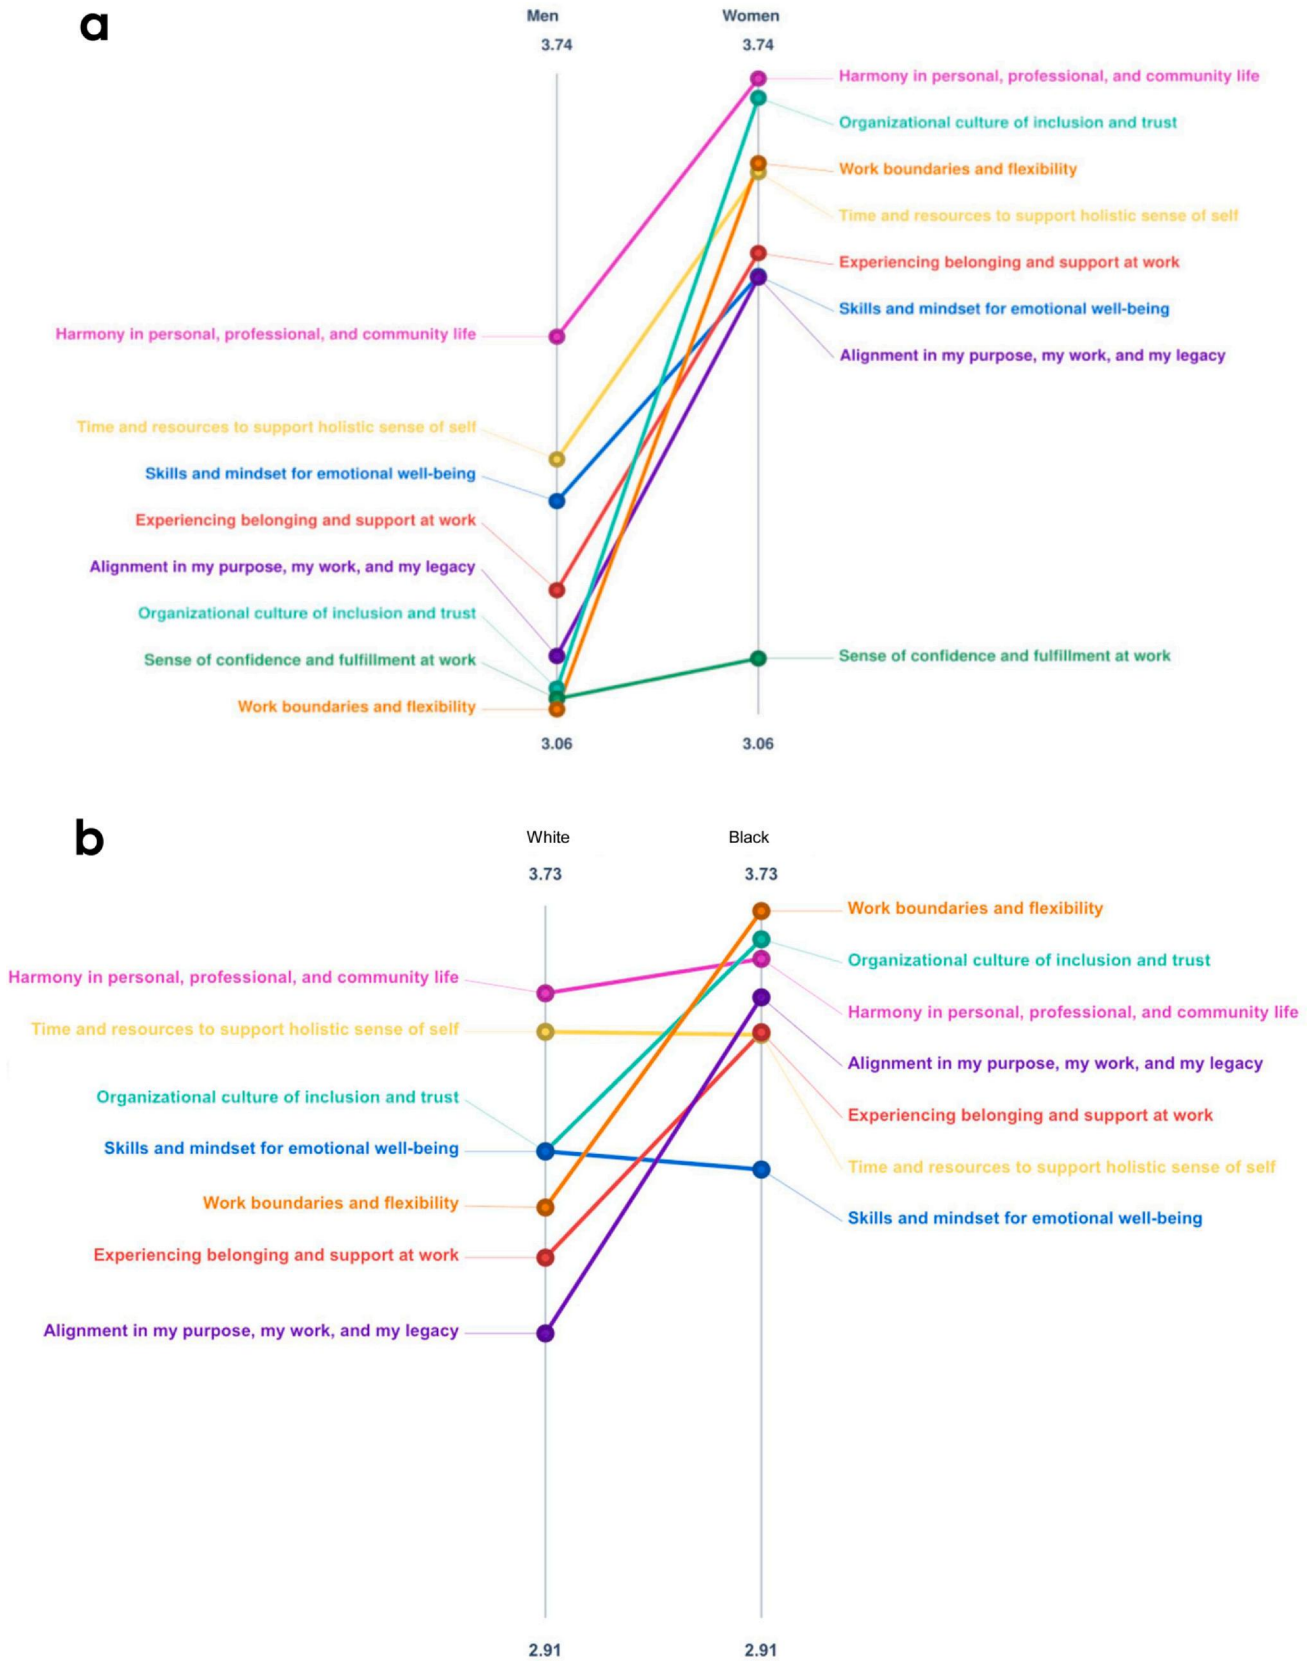 a
Men
Women
3.74
3.74
Harmony in personal, professional, and community life
Organizational culture of inclusion and trust
Work boundaries and flexibility
Time and resources to support holistic sense of self
Experiencing belonging and support at work
Skills and mindset for emotional well-being
Harmony in personal, professional, and community life
Alignment in my purpose, my work, and my legacy
Time and resources to support holistic sense of self
Skills and mindset for emotional well-being
Experiencing belonging and support at work
Alignment in my purpose, my work, and my legacy
Organizational culture of inclusion and trust
Sense of confidence and fulfillment at work
Sense of confidence and fulfillment at work
Work boundaries and flexibility
3.06
3.06
b
White
Black
3.73
3.73
Work boundaries and flexibility
Organizational culture of inclusion and trust
Harmony in personal, professional, and community life
Harmony in personal, professional, and community life
Time and resources to support holistic sense of self
Alignment in my purpose, my work, and my legacy
Organizational culture of inclusion and trust
Experiencing belonging and support at work
Skills and mindset for emotional well-being
Time and resources to support holistic sense of self
Work boundaries and flexibility
Skills and mindset for emotional well-being
Experiencing belonging and support at work
Alignment in my purpose, my work, and my legacy
2.91
2.91